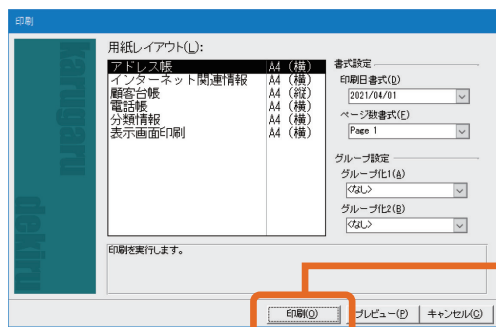 印刷
karugaru dekiru
用紙レイアウト(L):
アドレス帳 A4 (横)
インターネット関連情報 A4 (横)
顧客台帳 A4 (縦)
電話帳 A4 (横)
分類情報 A4 (横)
表示画面印刷 A4 (横)
書式設定
印刷日書式(D)
2021/04/01
ページ数書式(F)
Page 1
グループ設定
グループ化1(A)
<なし>
グループ化2(B)
<なし>
印刷を実行します。
印刷(O) プレビュー(P) キャンセル(C)